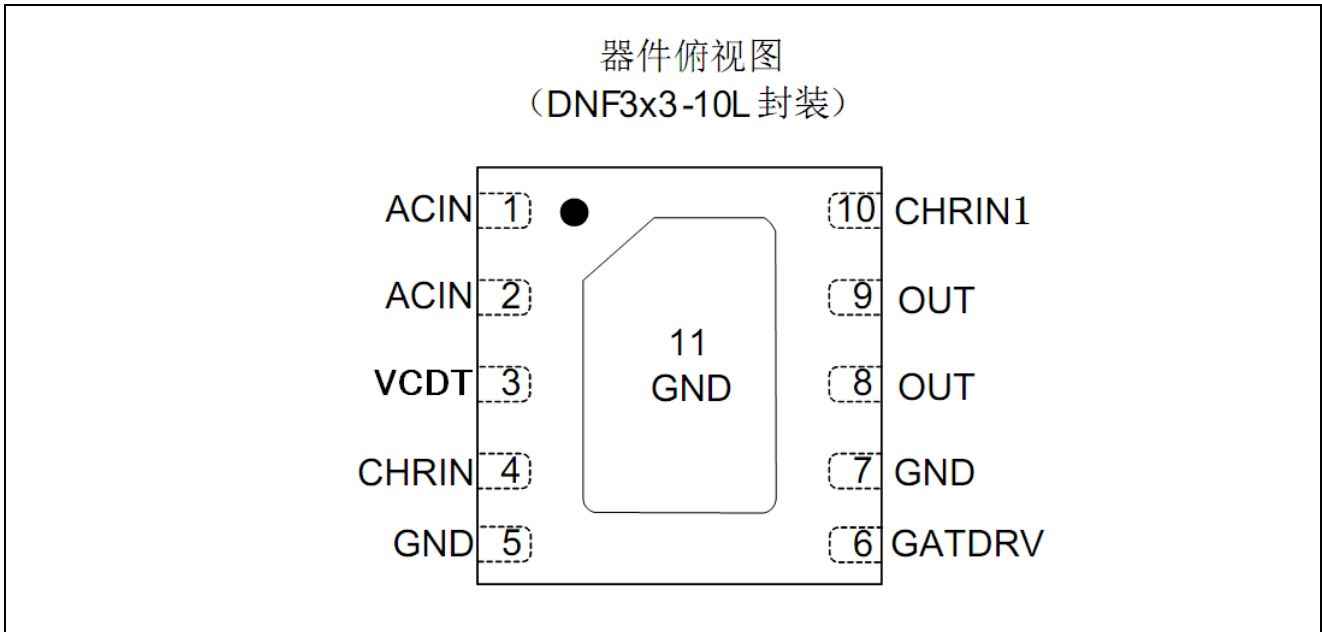 器件俯视图
（DNF3x3-10L 封装）
ACIN 1
10 CHRIN1
ACIN 2
9 OUT
11
GND
VCDT 3
8 OUT
CHRIN 4
7 GND
GND 5
6 GATDRV